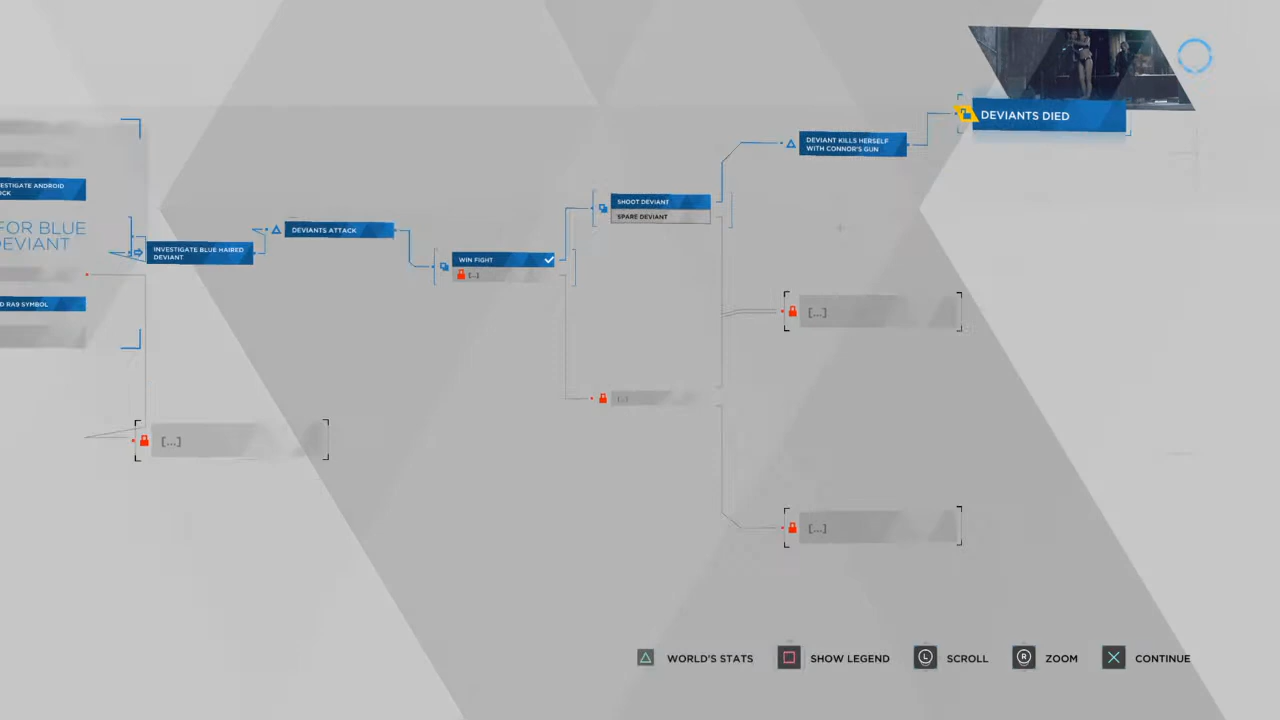 DEVIANTS DIED
DEVIANT KILLS HERSELF
WITH CONNOR'S GUN
ESTIGATE ANDROID
OCK
SHOOT DEVIANT
SPARE DEVIANT
FOR BLUE
DEVIANT
DEVIANTS ATTACK
INVESTIGATE BLUE HAIRED
DEVIANT
WIN FIGHT
[...]
D RA9 SYMBOL
[...]
[...]
[...]
[...]
WORLD'S STATS
SHOW LEGEND
L
SCROLL
R
ZOOM
CONTINUE